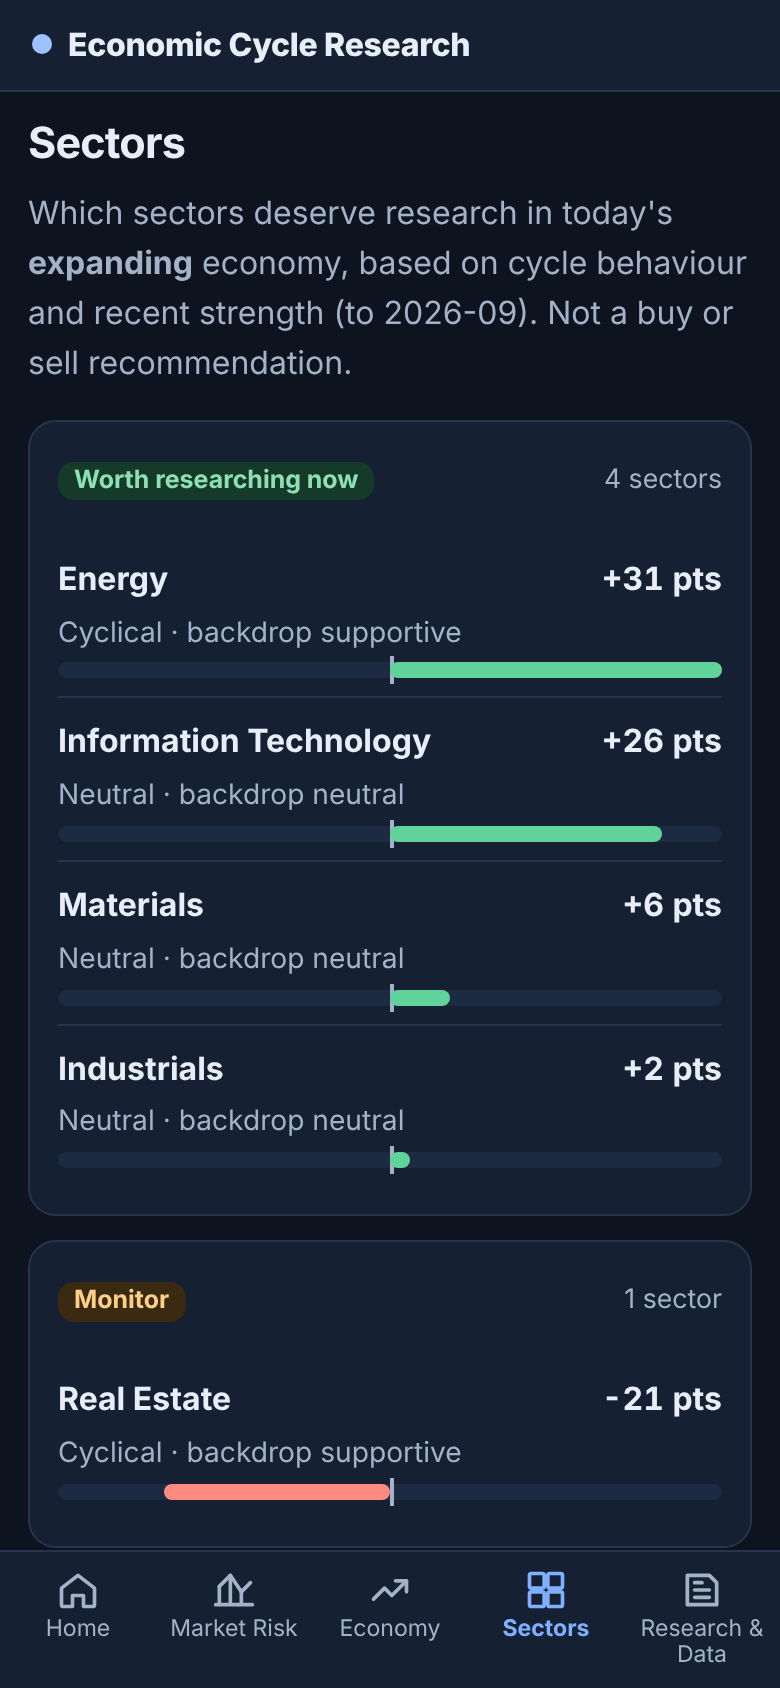 Economic Cycle Research
Sectors
Which sectors deserve research in today's
expanding economy, based on cycle behaviour
and recent strength (to 2026-09). Not a buy or
sell recommendation.
Worth researching now
4 sectors
Energy
+31 pts
Cyclical · backdrop supportive
Information Technology
+26 pts
Neutral · backdrop neutral
Materials
+6 pts
Neutral · backdrop neutral
Industrials
+2 pts
Neutral · backdrop neutral
Monitor
1 sector
Real Estate
-21 pts
Cyclical · backdrop supportive
Home
Market Risk
Economy
Sectors
Research &
Data